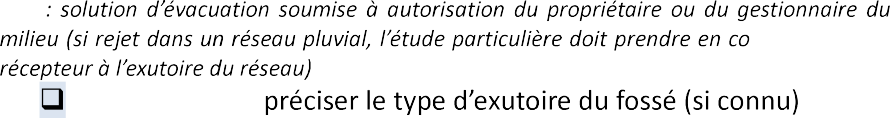 : solution d’évacuation soumise à autorisation du propriétaire ou du gestionnaire du
milieu (si rejet dans un réseau pluvial, l’étude particulière doit prendre en co
récepteur à l’exutoire du réseau)
❑ préciser le type d’exutoire du fossé (si connu)